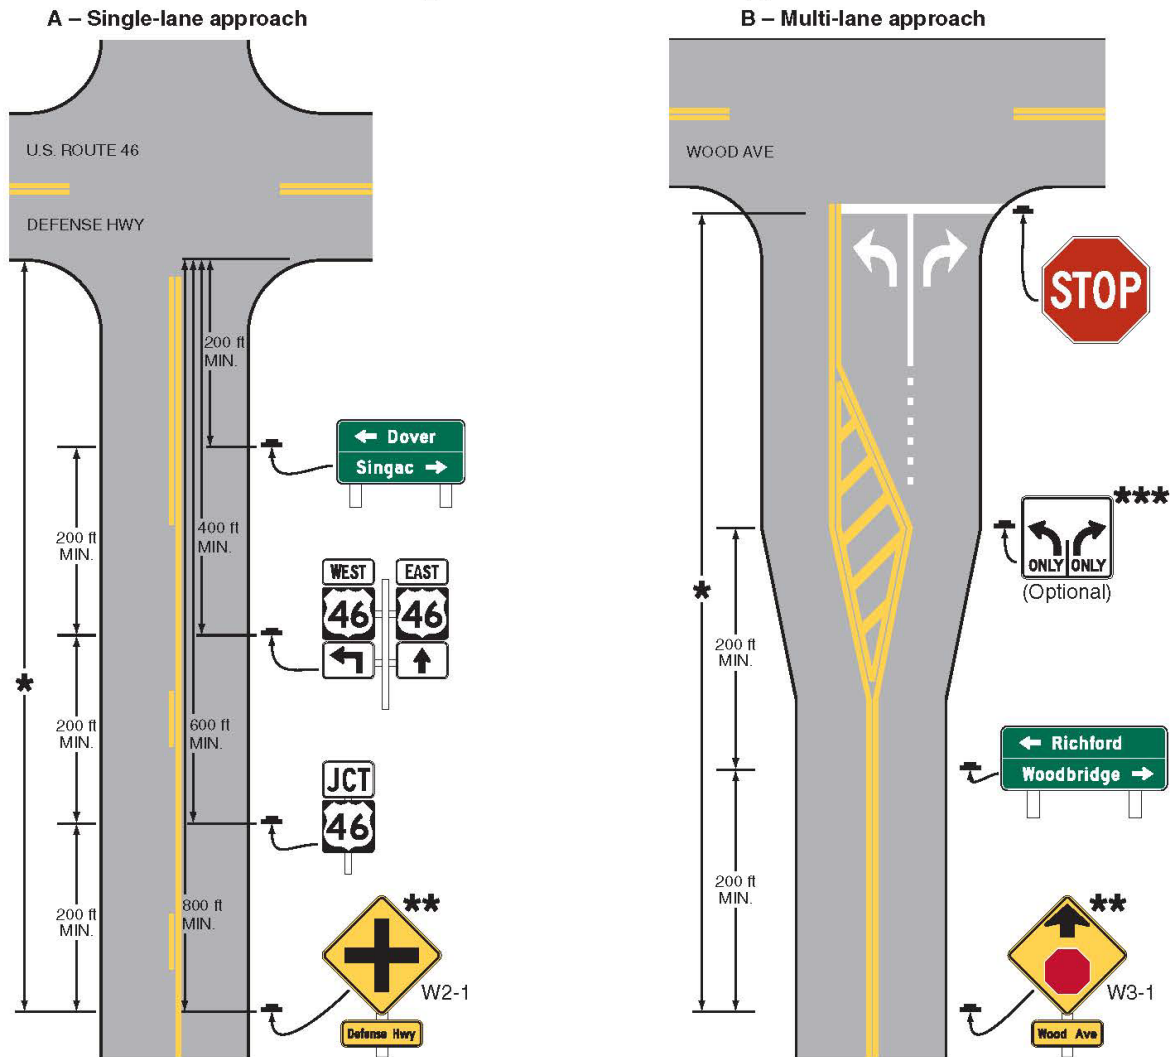 A – Single-lane approach
U.S. ROUTE 46
DEFENSE HWY
200 ft
MIN.
← Dover
Singac →
200 ft
MIN.
400 ft
MIN.
WEST
EAST
46
46
*
200 ft
MIN.
600 ft
MIN.
JCT
46
200 ft
MIN.
800 ft
MIN.
**
W2-1
Defense Hwy
B – Multi-lane approach
WOOD AVE
STOP
***
ONLY
ONLY
(Optional)
*
200 ft
MIN.
← Richford
Woodbridge →
200 ft
MIN.
**
W3-1
Wood Ave